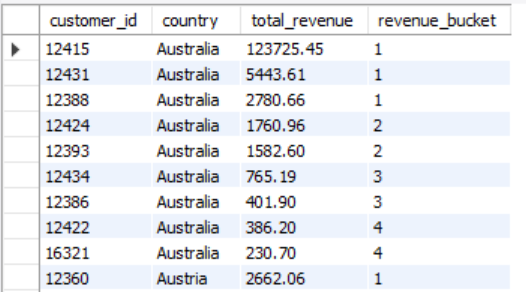 customer_id country total_revenue revenue_bucket
12415 Australia 123725.45 1
12431 Australia 5443.61 1
12388 Australia 2780.66 1
12424 Australia 1760.96 2
12393 Australia 1582.60 2
12434 Australia 765.19 3
12386 Australia 401.90 3
12422 Australia 386.20 4
16321 Australia 230.70 4
12360 Austria 2662.06 1